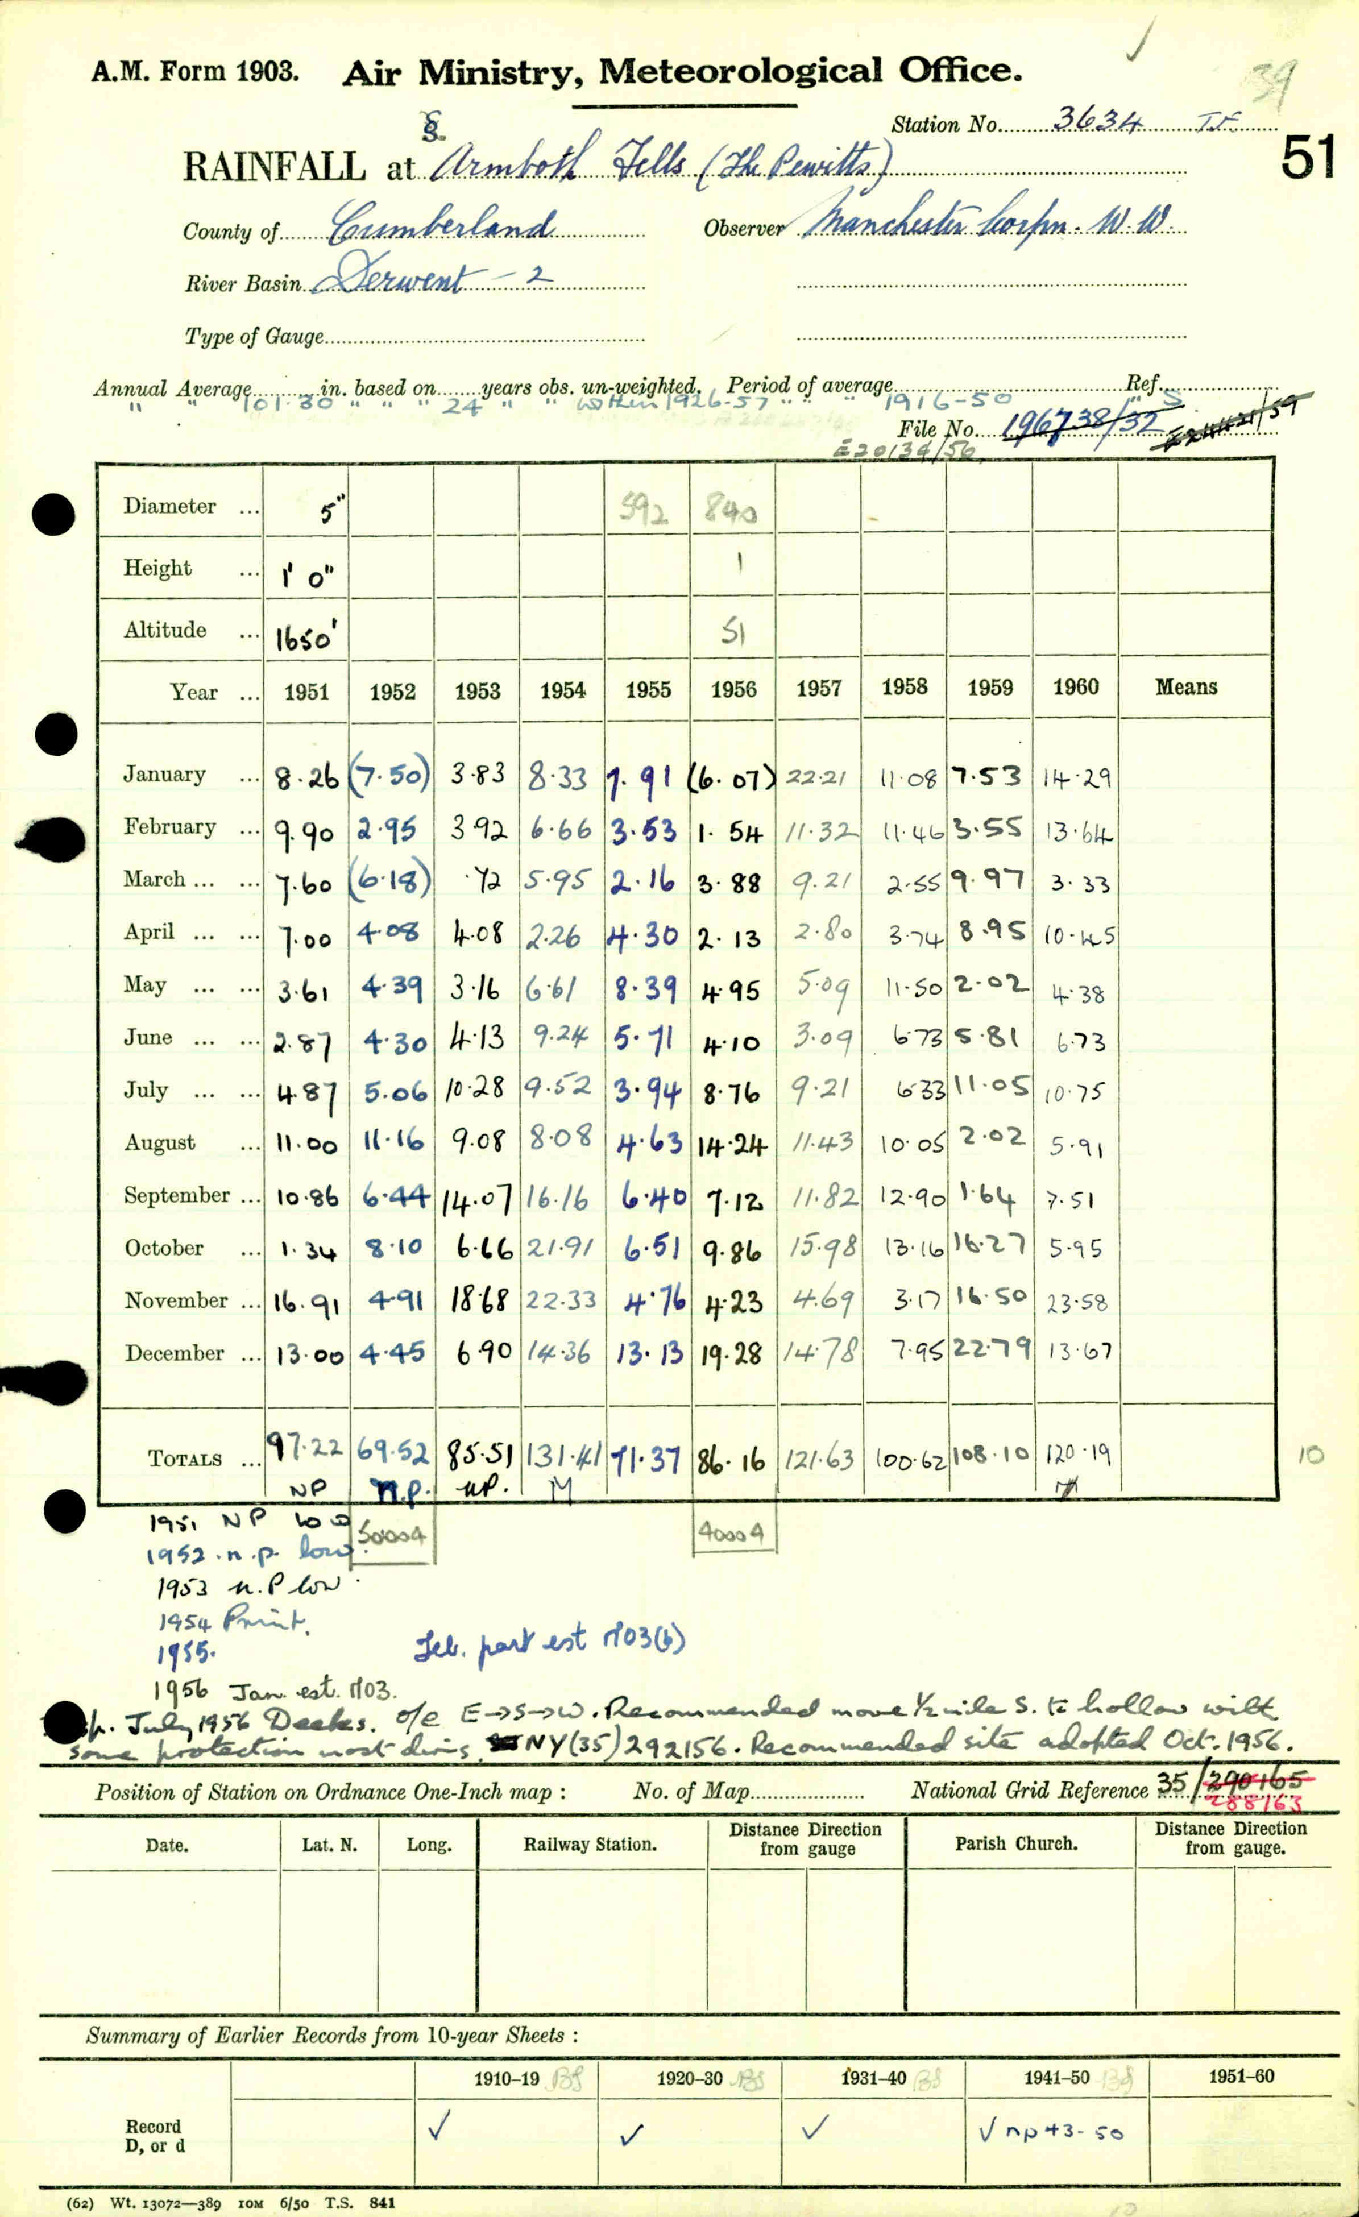 39
A.M. Form 1903. Air Ministry, Meteorological Office.
Station No. 3634 T.F.
51
RAINFALL at Armboth Fells (The Pewitts)
County of Cumberland Observer Manchester Corpn. W.W.
River Basin Derwent - 2
Type of Gauge
Annual Average in. based on years obs. un-weighted. Period of average Ref.
" " 101·30 " " " 24 " " within 1926-57 " " " 1916-50 " S
File No. 196738/32
E20134/56
Diameter ... 5" 592 840
Height ... 1' 0" 1
Altitude ... 1650' 51
Year ... 1951 1952 1953 1954 1955 1956 1957 1958 1959 1960 Means
January ... 8·26 (7·50) 3·83 8·33 7·91 (6·07) 22·21 11·08 7·53 14·29
February ... 9·90 2·95 3·92 6·66 3·53 1·54 11·32 11·46 3·55 13·64
March ... ... 7·60 (6·18) ·72 5·95 2·16 3·88 9·21 2·55 9·97 3·33
April ... ... 7·00 4·08 4·08 2·26 4·30 2·13 2·80 3·74 8·95 10·45
May ... ... 3·61 4·39 3·16 6·61 8·39 4·95 5·09 11·50 2·02 4·38
June ... ... 2·87 4·30 4·13 9·24 5·71 4·10 3·09 6·73 5·81 6·73
July ... ... 4·87 5·06 10·28 9·52 3·94 8·76 9·21 6·33 11·05 10·75
August ... 11·00 11·16 9·08 8·08 4·63 14·24 11·43 10·05 2·02 5·91
September ... 10·86 6·44 14·07 16·16 6·40 7·12 11·82 12·90 1·64 7·51
October ... 1·34 8·10 6·66 21·91 6·51 9·86 15·98 13·16 16·27 5·95
November ... 16·91 4·91 18·68 22·33 4·76 4·23 4·69 3·17 16·50 23·58
December ... 13·00 4·45 6·90 14·36 13·13 19·28 14·78 7·95 22·79 13·67
TOTALS ... 97·22 69·52 85·51 131·41 71·37 86·16 121·63 100·62 108·10 120·19 10
NP n.p. n.P. M
1951 NP low 50004 40004
1952 n.p. low
1953 n.P low
1954 Print.
1955. Feb. part est 1703(b)
1956 Jan. est. 1703.
July 1956 Deeks. o/e E→S→W. Recommended move ½ mile S. to hollow with
some protection most dirns. NY(35)292156. Recommended site adopted Oct. 1956.
Position of Station on Ordnance One-Inch map : No. of Map National Grid Reference 35/290165
288163
Date. Lat. N. Long. Railway Station. Distance Direction from gauge Parish Church. Distance Direction from gauge.
Summary of Earlier Records from 10-year Sheets :
1910–19 1920–30 1931–40 1941–50 1951–60
Record D, or d ✓ ✓ ✓ ✓ np 43-50
(62) Wt. 13072—389 10M 6/50 T.S. 841